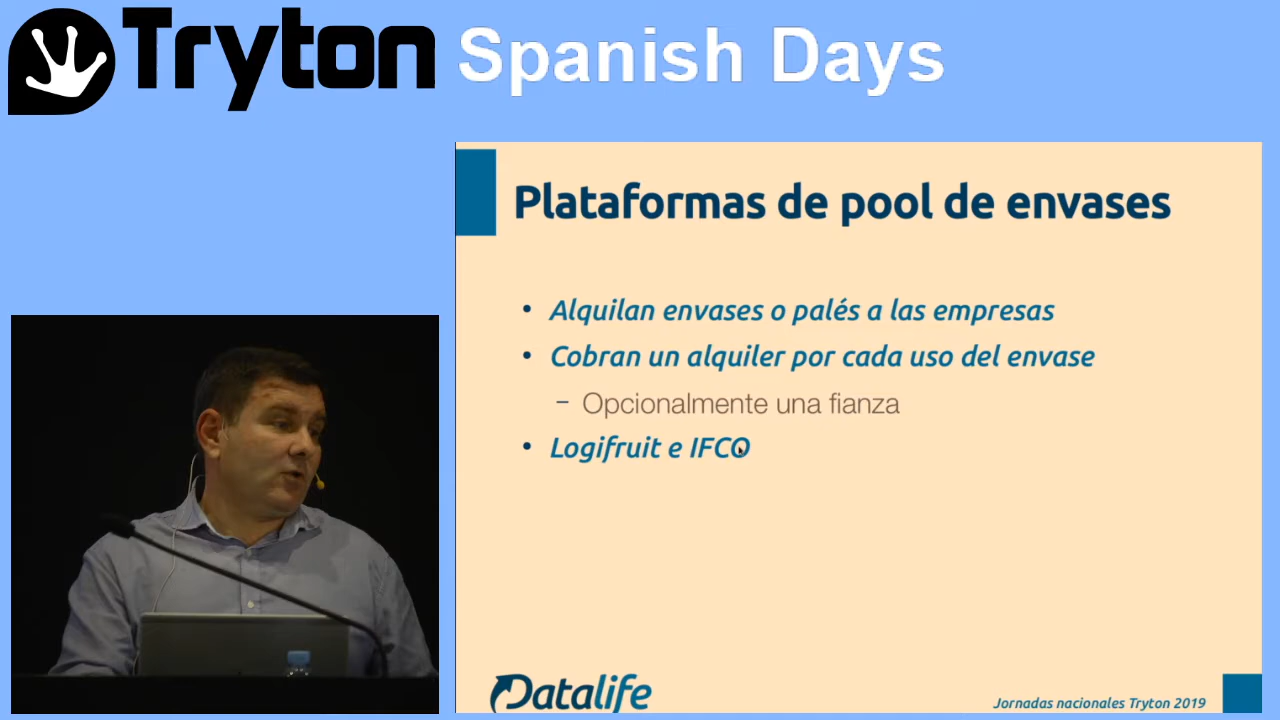 Tryton Spanish Days
Plataformas de pool de envases
• Alquilan envases o palés a las empresas
• Cobran un alquiler por cada uso del envase
– Opcionalmente una fianza
• Logifruit e IFCO
Datalife
Jornadas nacionales Tryton 2019